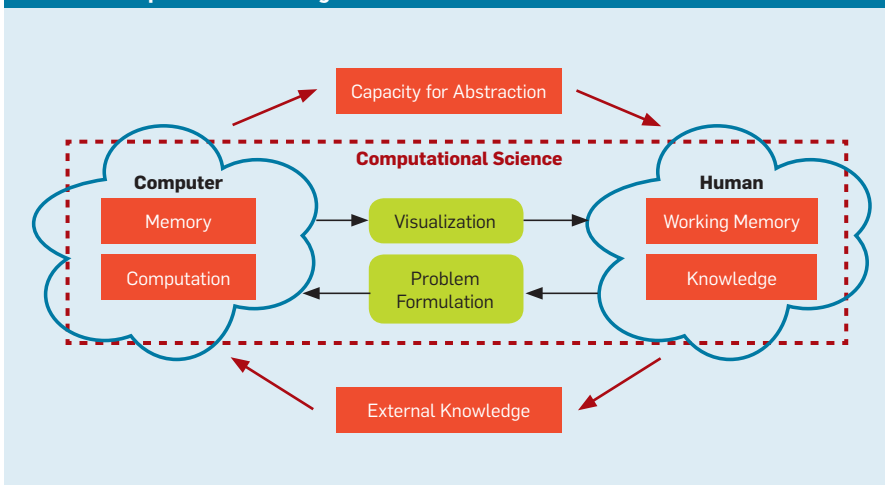 Capacity for Abstraction
Computational Science
Computer
Memory
Computation
Visualization
Problem
Formulation
Human
Working Memory
Knowledge
External Knowledge